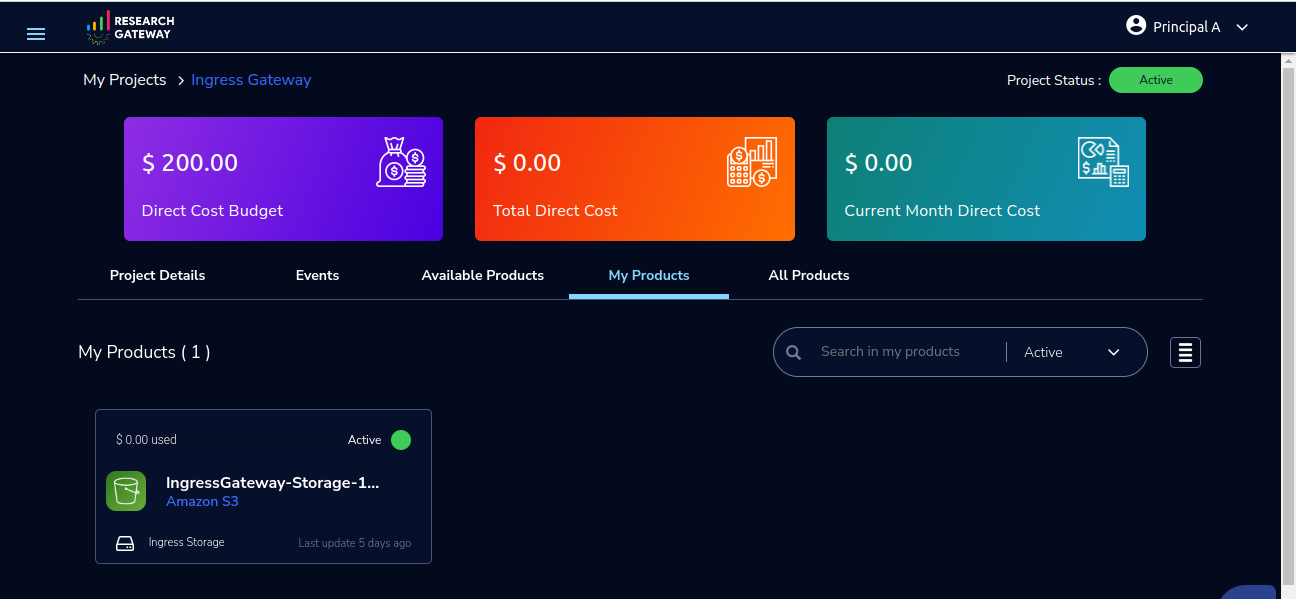 RESEARCH
GATEWAY
Principal A
My Projects > Ingress Gateway
Project Status : Active
$ 200.00
Direct Cost Budget
$ 0.00
Total Direct Cost
$ 0.00
Current Month Direct Cost
Project Details Events Available Products My Products All Products
My Products ( 1 )
Search in my products Active
$ 0.00 used Active
IngressGateway-Storage-1...
Amazon S3
Ingress Storage Last update 5 days ago